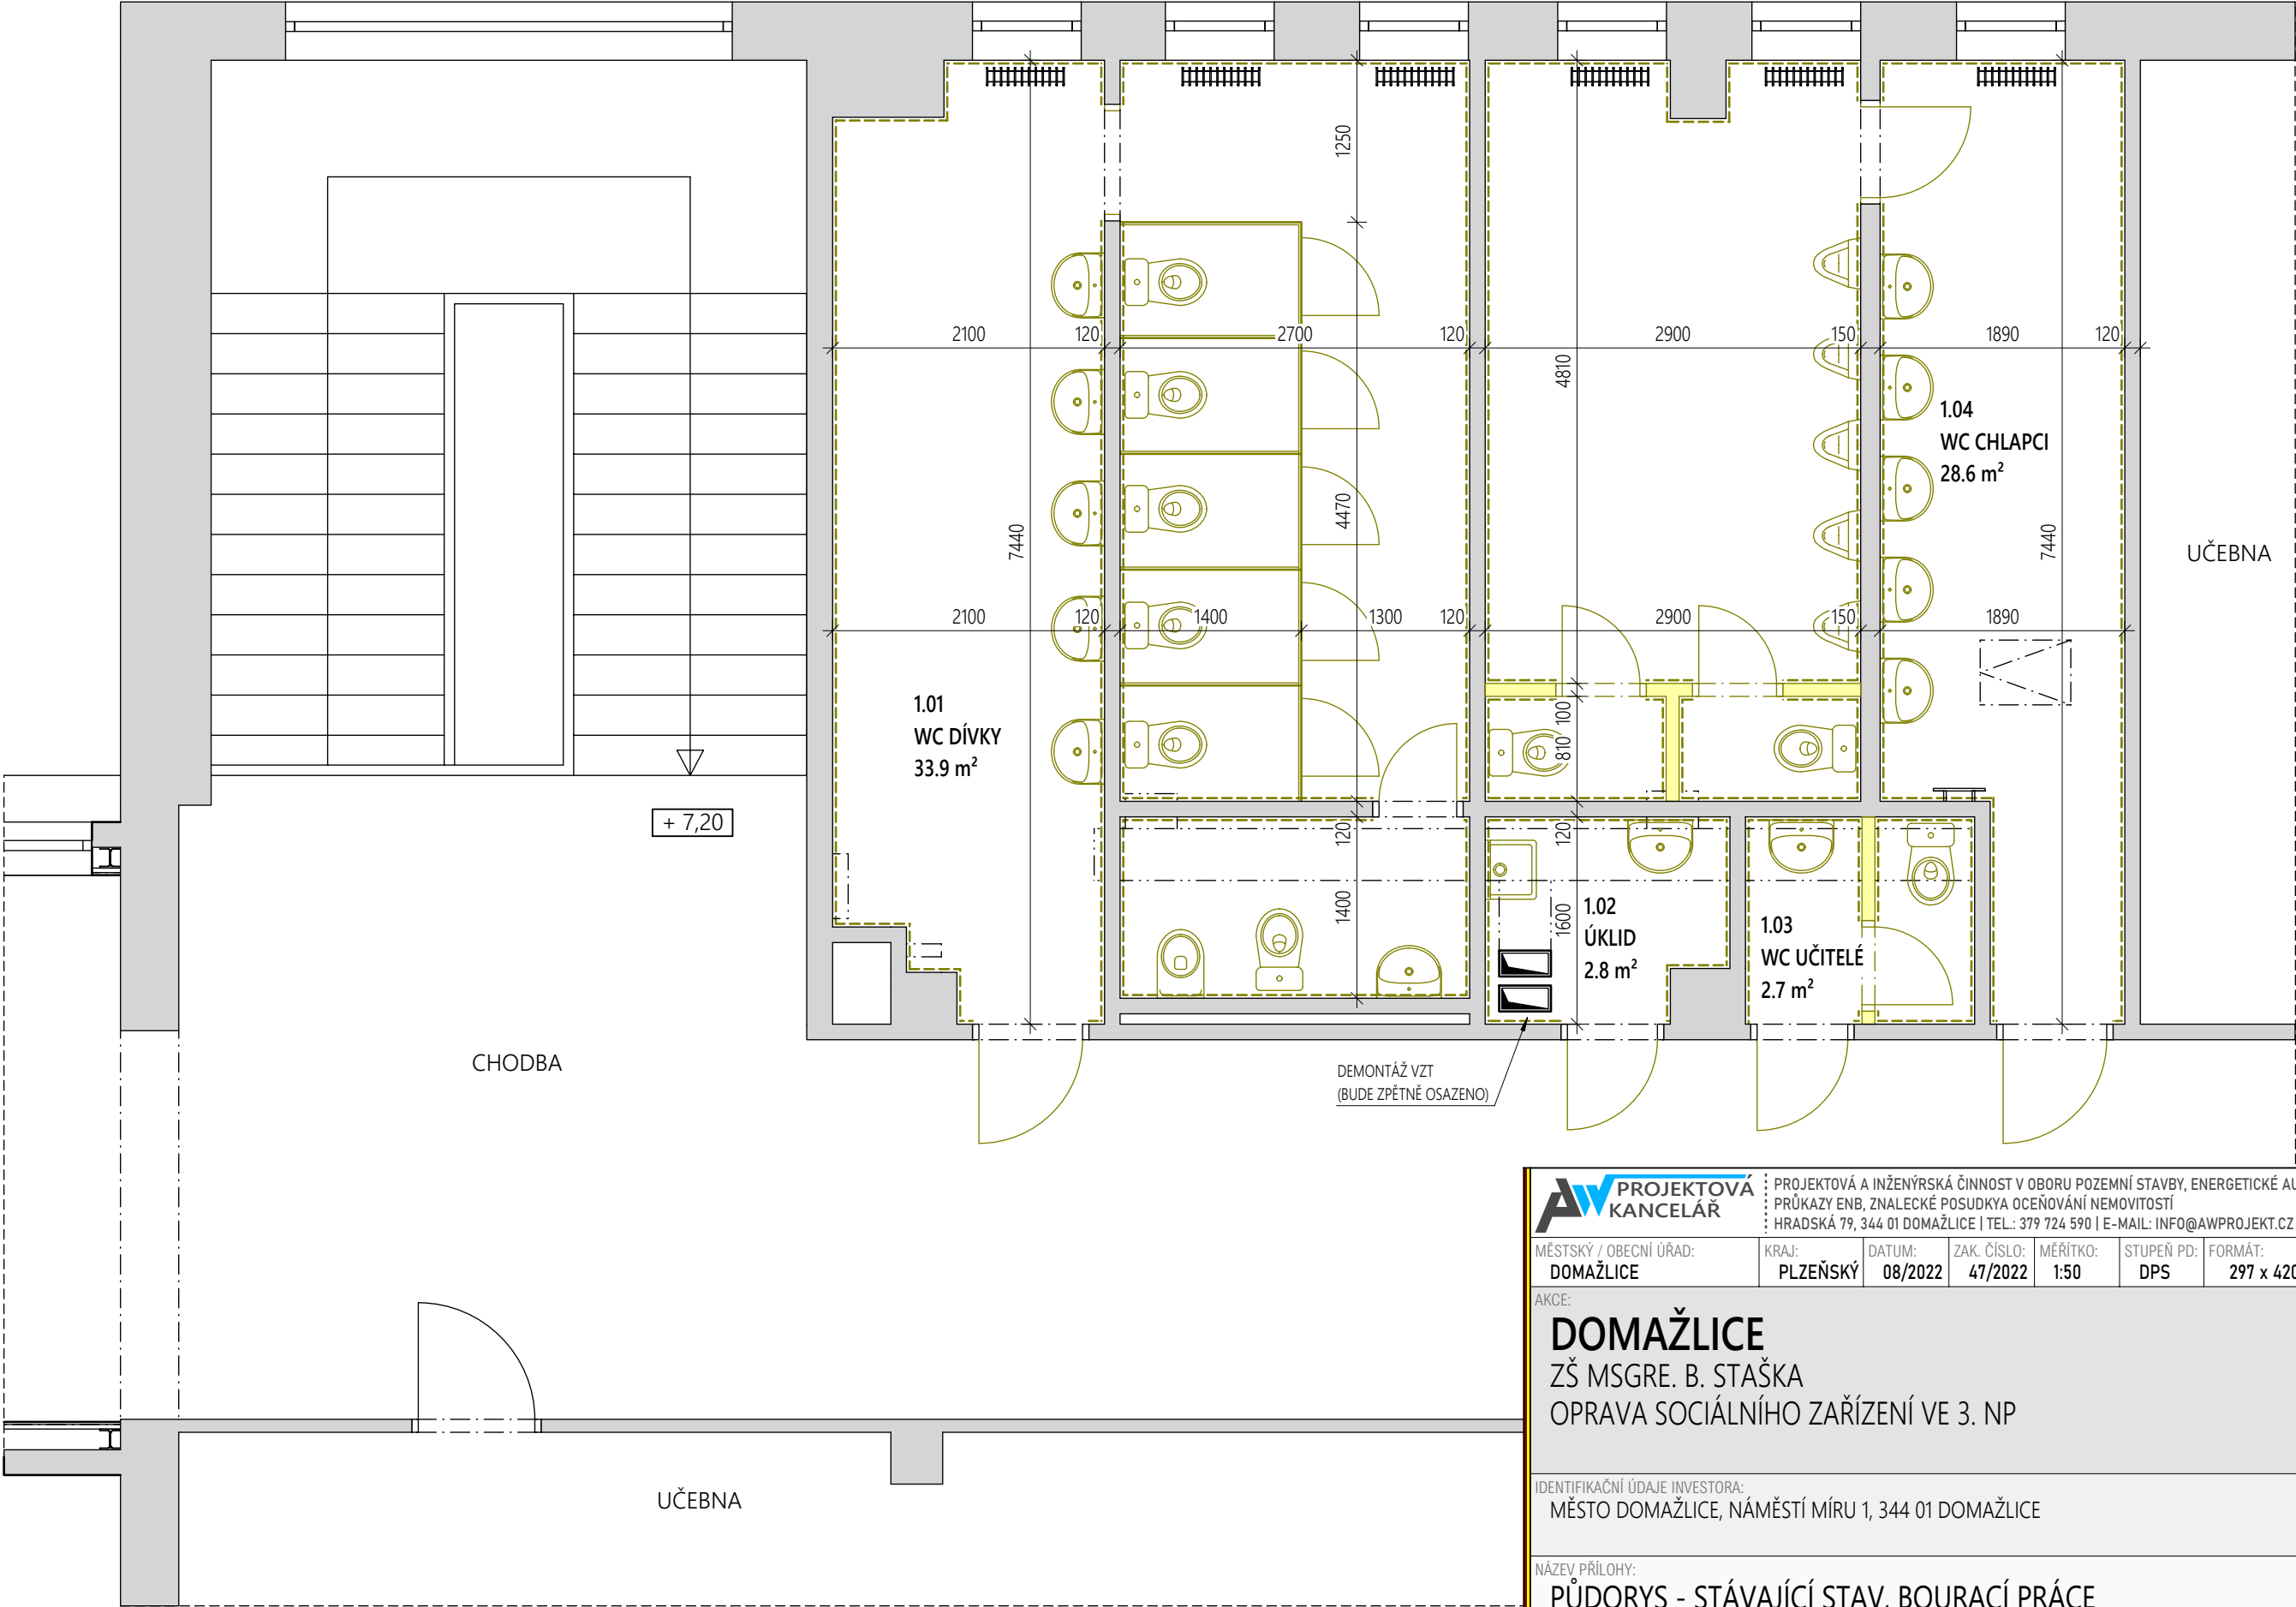 1250
2100
120
2700
120
2900
150
1890
120
4810
1.04
WC CHLAPCI
28.6 m²
7440
4470
7440
UČEBNA
2100
120
1400
1300
120
2900
150
1890
1.01
WC DÍVKY
33.9 m²
100
810
+ 7,20
120
120
1400
1600
1.02
ÚKLID
2.8 m²
1.03
WC UČITELÉ
2.7 m²
CHODBA
DEMONTÁŽ VZT
(BUDE ZPĚTNĚ OSAZENO)
UČEBNA
AW PROJEKTOVÁ
KANCELÁŘ
PROJEKTOVÁ A INŽENÝRSKÁ ČINNOST V OBORU POZEMNÍ STAVBY, ENERGETICKÉ AU
PRŮKAZY ENB, ZNALECKÉ POSUDKYA OCEŇOVÁNÍ NEMOVITOSTÍ
HRADSKÁ 79, 344 01 DOMAŽLICE | TEL.: 379 724 590 | E-MAIL: INFO@AWPROJEKT.CZ
MĚSTSKÝ / OBECNÍ ÚŘAD: KRAJ: DATUM: ZAK. ČÍSLO: MĚŘÍTKO: STUPEŇ PD: FORMÁT:
DOMAŽLICE PLZEŇSKÝ 08/2022 47/2022 1:50 DPS 297 x 420
AKCE:
DOMAŽLICE
ZŠ MSGRE. B. STAŠKA
OPRAVA SOCIÁLNÍHO ZAŘÍZENÍ VE 3. NP
IDENTIFIKAČNÍ ÚDAJE INVESTORA:
MĚSTO DOMAŽLICE, NÁMĚSTÍ MÍRU 1, 344 01 DOMAŽLICE
NÁZEV PŘÍLOHY:
PŮDORYS - STÁVAJÍCÍ STAV, BOURACÍ PRÁCE